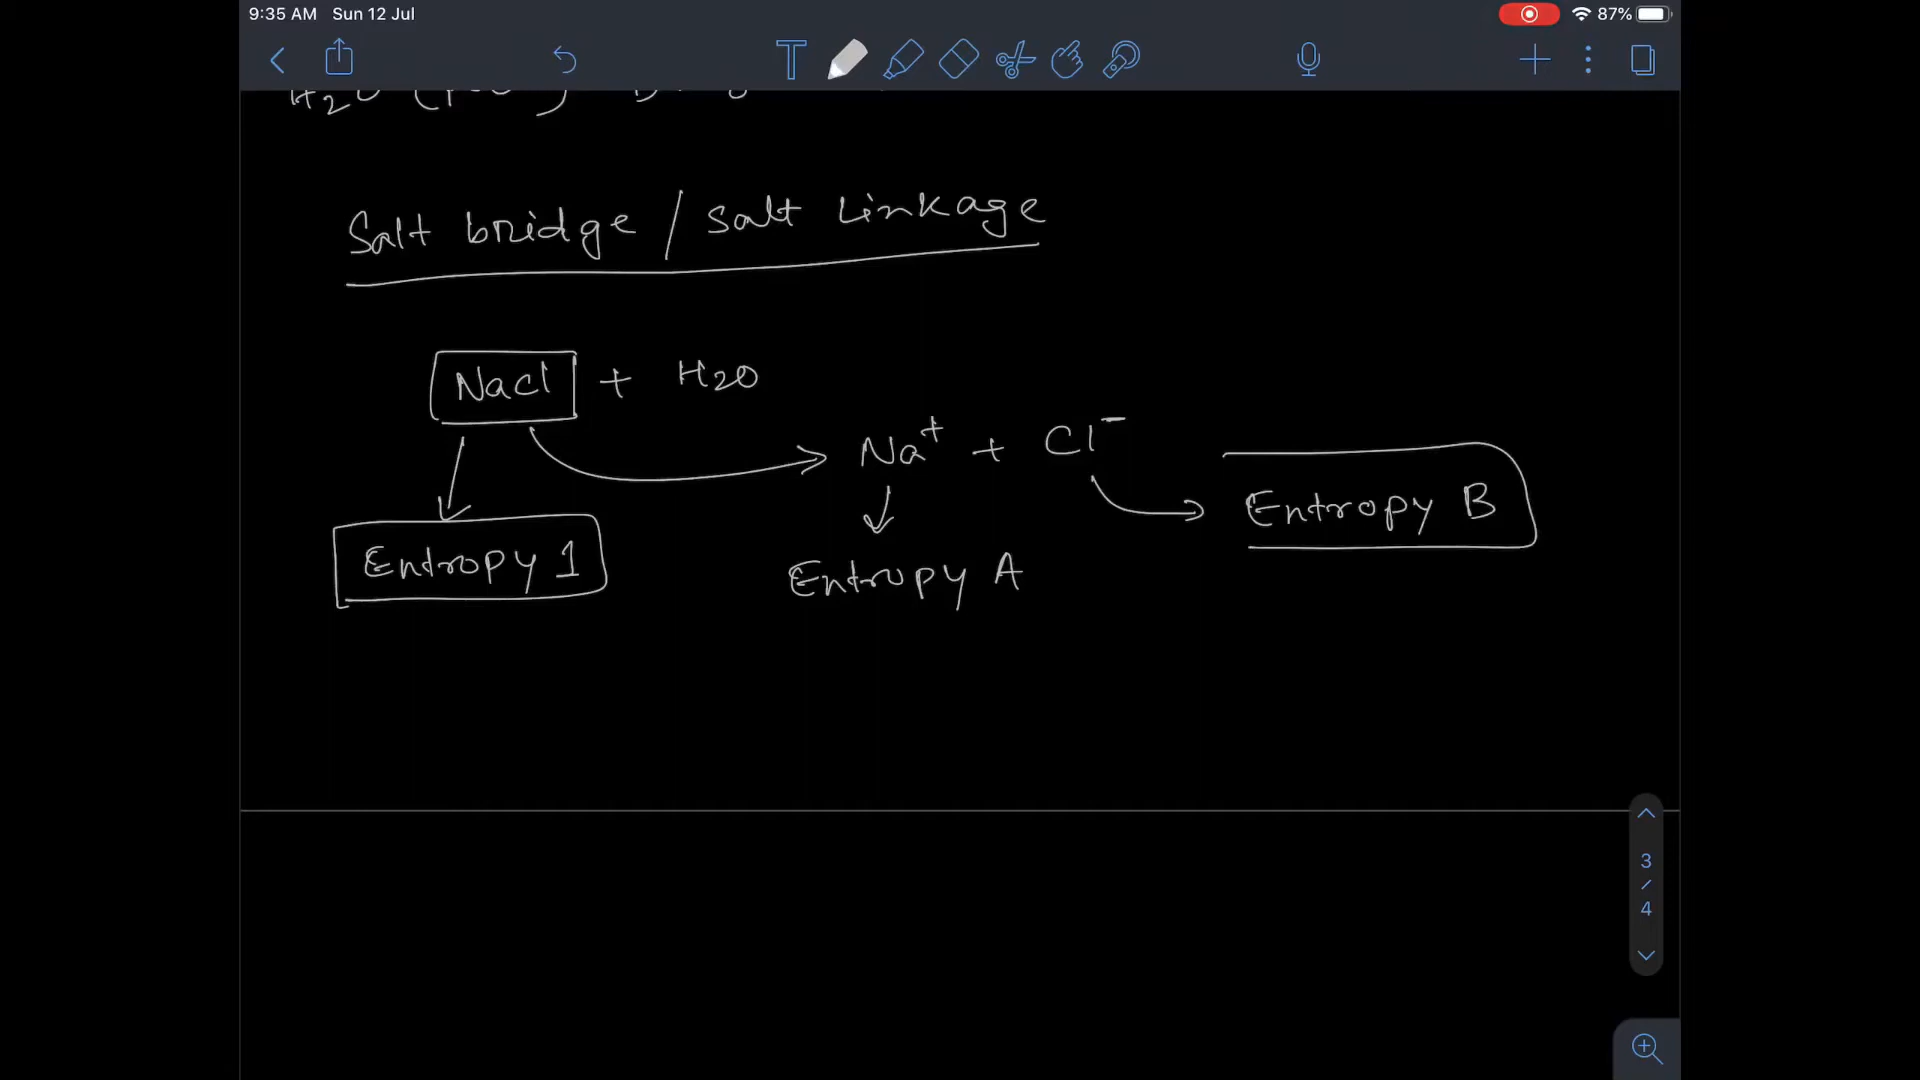 9:35 AM Sun 12 Jul
87%
T
Salt bridge / Salt Linkage
Nacl + H2O
Na+ + Cl-
Entropy B
Entropy 1
Entropy A
3
/
4